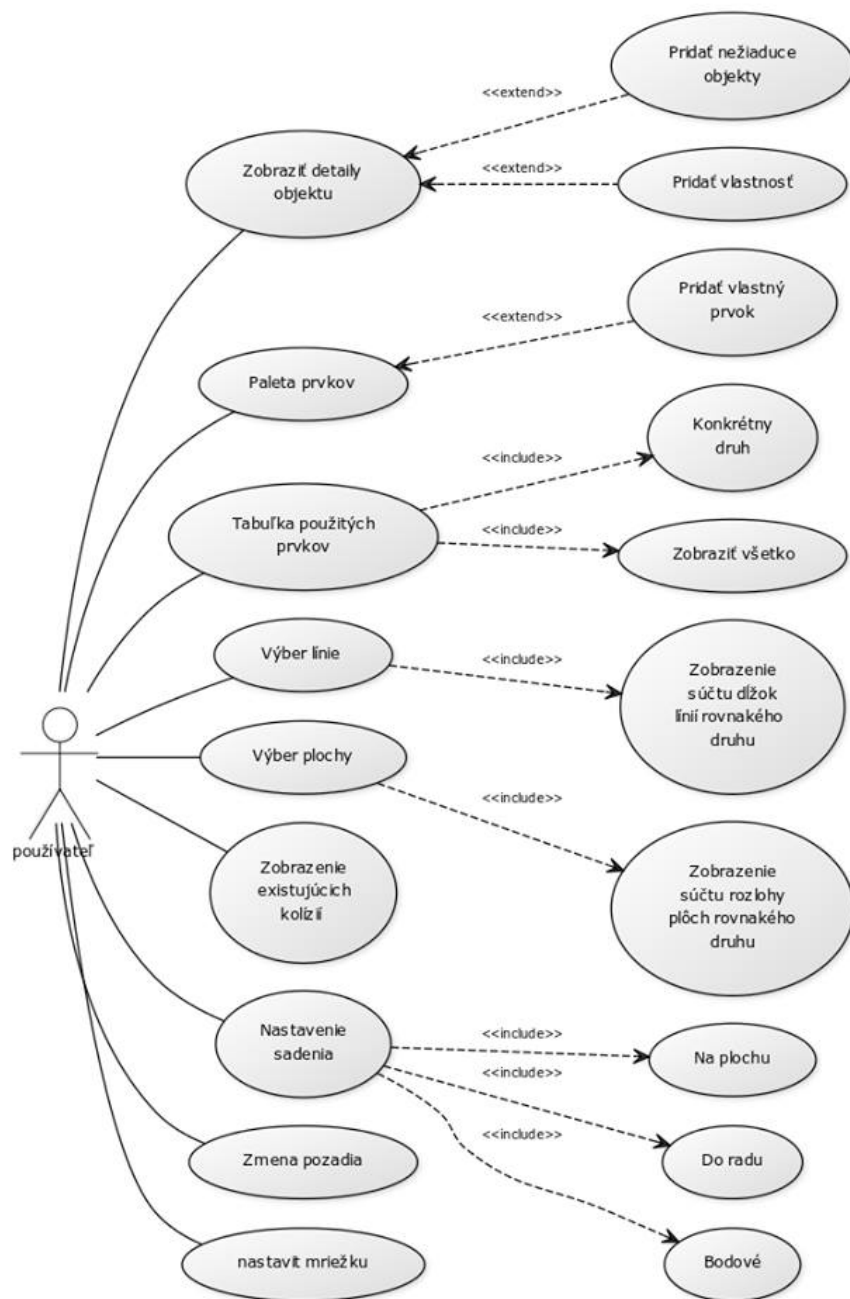 Pridať nežiaduce
objekty
<<extend>>
Zobraziť detaily
objektu
<<extend>>
Pridať vlastnosť
Pridať vlastný
prvok
<<extend>>
Paleta prvkov
Konkrétny
druh
<<include>>
Tabuľka použitých
prvkov
<<include>>
Zobraziť všetko
Výber línie
<<include>>
Zobrazenie
súčtu dĺžok
línií rovnakého
druhu
Výber plochy
<<include>>
používateľ
Zobrazenie
existujúcich
kolízií
Zobrazenie
súčtu rozlohy
plôch rovnakého
druhu
Nastavenie
sadenia
<<include>>
Na plochu
<<include>>
Do radu
<<include>>
Bodové
Zmena pozadia
nastavit mriežku